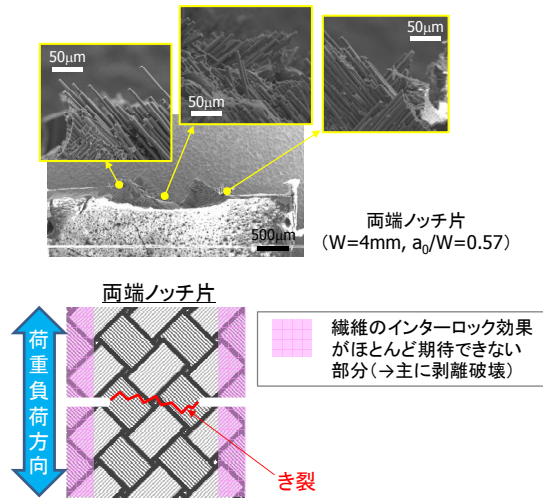 50μm
50μm
50μm
500μm
両端ノッチ片
(W=4mm, a0/W=0.57)
両端ノッチ片
荷重負荷方向
繊維のインターロック効果
がほとんど期待できない
部分(→主に剥離破壊)
き裂